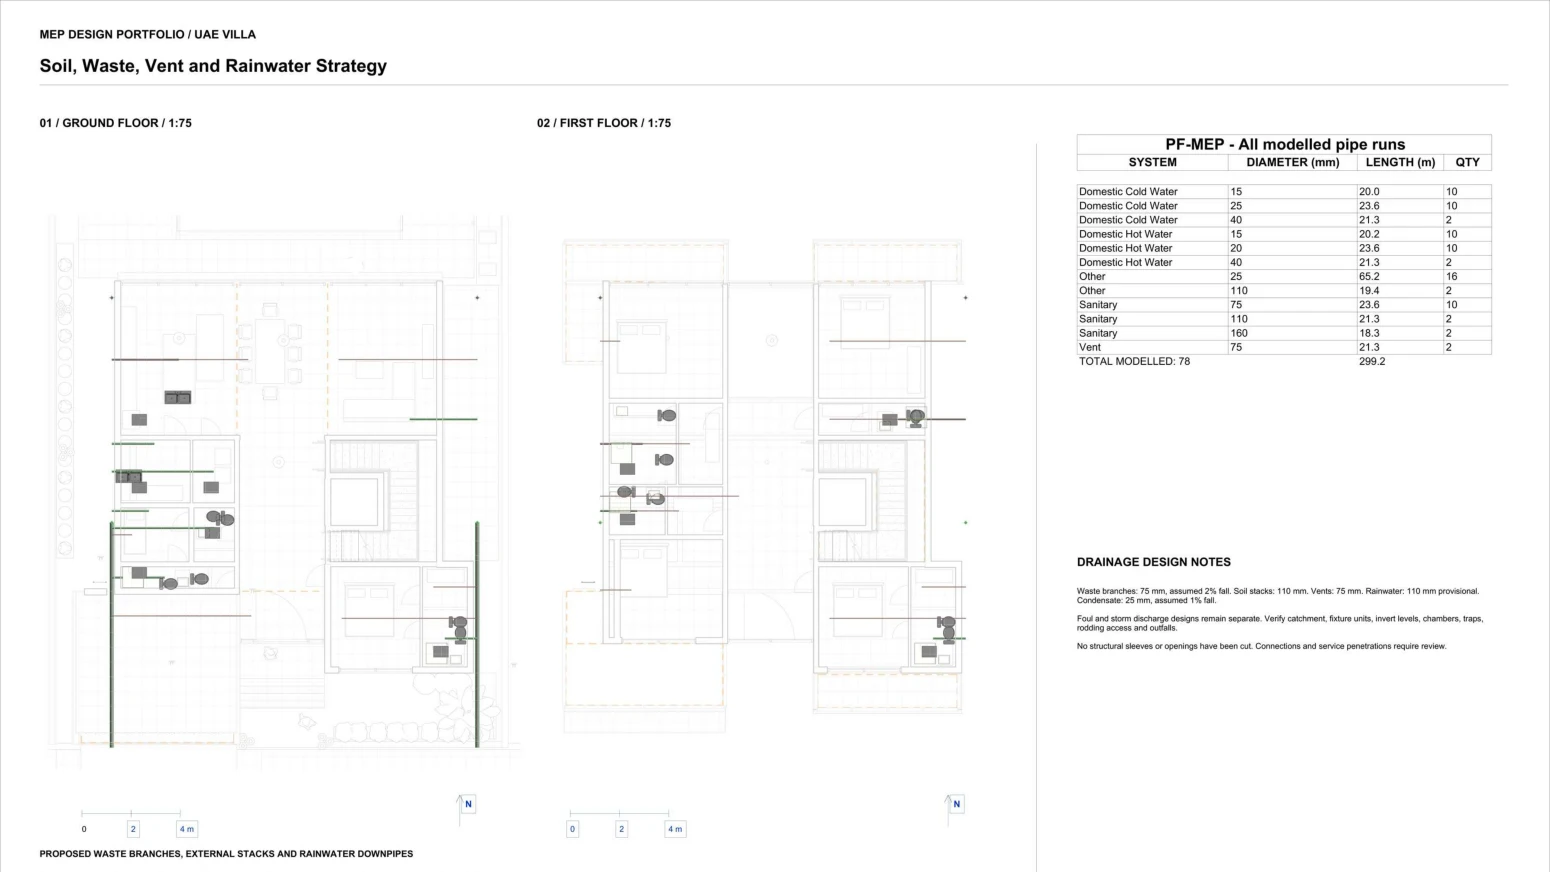 MEP DESIGN PORTFOLIO / UAE VILLA
Soil, Waste, Vent and Rainwater Strategy
01 / GROUND FLOOR / 1:75
02 / FIRST FLOOR / 1:75
PF-MEP - All modelled pipe runs
SYSTEM DIAMETER (mm) LENGTH (m) QTY
Domestic Cold Water 15 20.0 10
Domestic Cold Water 25 23.6 10
Domestic Cold Water 40 21.3 2
Domestic Hot Water 15 20.2 10
Domestic Hot Water 20 23.6 10
Domestic Hot Water 40 21.3 2
Other 25 65.2 16
Other 110 19.4 2
Sanitary 75 23.6 10
Sanitary 110 21.3 2
Sanitary 160 18.3 2
Vent 75 21.3 2
TOTAL MODELLED: 78 299.2
DRAINAGE DESIGN NOTES
Waste branches: 75 mm, assumed 2% fall. Soil stacks: 110 mm. Vents: 75 mm. Rainwater: 110 mm provisional.
Condensate: 25 mm, assumed 1% fall.
Foul and storm discharge designs remain separate. Verify catchment, fixture units, invert levels, chambers, traps,
rodding access and outfalls.
No structural sleeves or openings have been cut. Connections and service penetrations require review.
N
N
0 2 4 m
0 2 4 m
PROPOSED WASTE BRANCHES, EXTERNAL STACKS AND RAINWATER DOWNPIPES